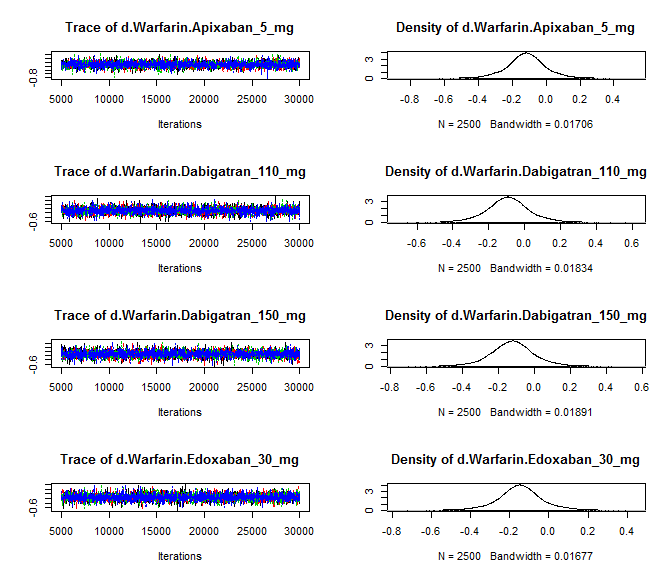 Trace of d.Warfarin.Apixaban_5_mg
-0.8
5000 10000 15000 20000 25000 30000
Iterations
Density of d.Warfarin.Apixaban_5_mg
0 3
-0.8 -0.6 -0.4 -0.2 0.0 0.2 0.4
N = 2500 Bandwidth = 0.01706
Trace of d.Warfarin.Dabigatran_110_mg
-0.6
5000 10000 15000 20000 25000 30000
Iterations
Density of d.Warfarin.Dabigatran_110_mg
0 3
-0.6 -0.4 -0.2 0.0 0.2 0.4 0.6
N = 2500 Bandwidth = 0.01834
Trace of d.Warfarin.Dabigatran_150_mg
-0.6
5000 10000 15000 20000 25000 30000
Iterations
Density of d.Warfarin.Dabigatran_150_mg
0 3
-0.8 -0.6 -0.4 -0.2 0.0 0.2 0.4 0.6
N = 2500 Bandwidth = 0.01891
Trace of d.Warfarin.Edoxaban_30_mg
-0.6
5000 10000 15000 20000 25000 30000
Iterations
Density of d.Warfarin.Edoxaban_30_mg
0 3
-0.8 -0.6 -0.4 -0.2 0.0 0.2 0.4
N = 2500 Bandwidth = 0.01677